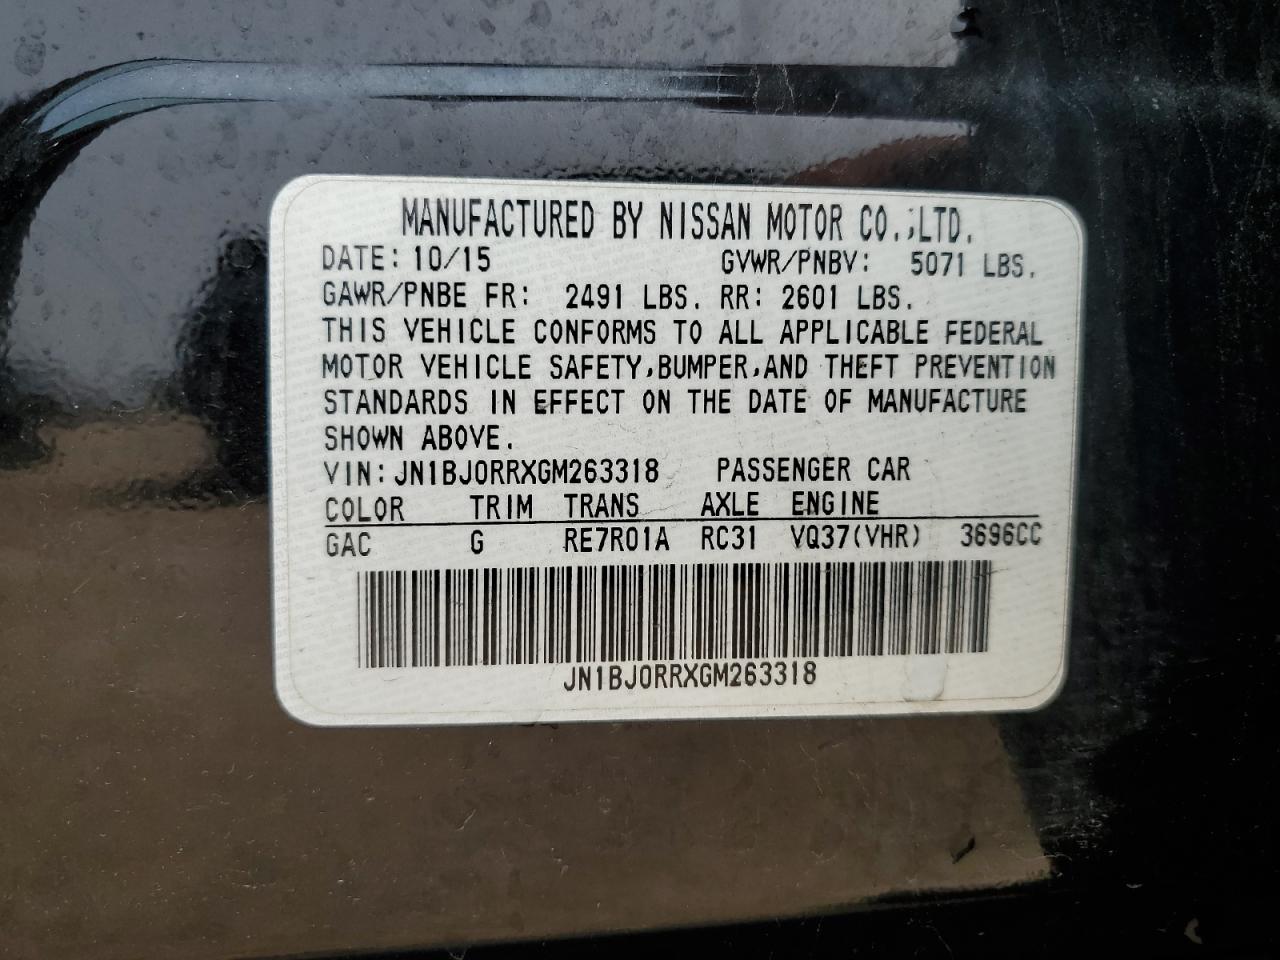 MANUFACTURED BY NISSAN MOTOR CO.,LTD.
DATE: 10/15 GVWR/PNBV: 5071 LBS.
GAWR/PNBE FR: 2491 LBS. RR: 2601 LBS.
THIS VEHICLE CONFORMS TO ALL APPLICABLE FEDERAL
MOTOR VEHICLE SAFETY,BUMPER,AND THEFT PREVENTION
STANDARDS IN EFFECT ON THE DATE OF MANUFACTURE
SHOWN ABOVE.
VIN: JN1BJ0RRXGM263318 PASSENGER CAR
COLOR TRIM TRANS AXLE ENGINE
GAC G RE7R01A RC31 VQ37(VHR) 3696CC
JN1BJ0RRXGM263318